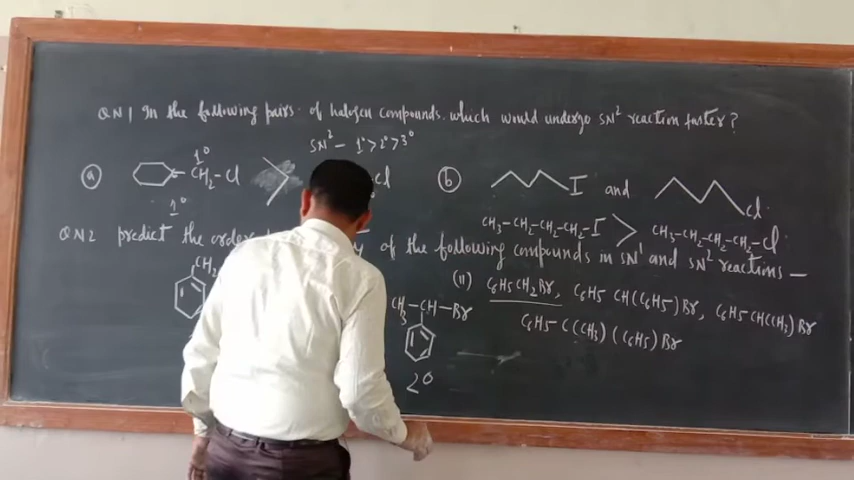 QN1 In the following pairs of halogen compounds. which would undergo SN² reaction faster?
SN² – 1°>2°>3°
(a) 1° CH₂–Cl > Cl (b) I and Cl
1° CH₃–CH₂–CH₂–CH₂–I > CH₃–CH₂–CH₂–CH₂–Cl
QN2 predict the order of the following compounds in SN¹ and SN² reactions –
(ii) C6H5CH2Br, C6H5 CH(C6H5)Br, C6H5CH(CH3)Br
C6H5–C(CH3)(C6H5)Br
CH₂
CH₃–CH–Br
2°